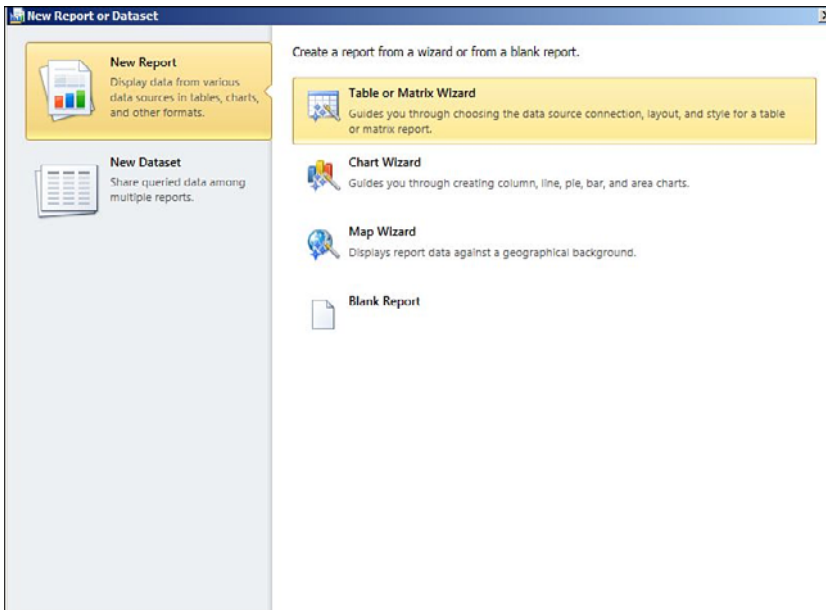 New Report or Dataset
New Report
Display data from various
data sources in tables, charts,
and other formats.
New Dataset
Share queried data among
multiple reports.
Create a report from a wizard or from a blank report.
Table or Matrix Wizard
Guides you through choosing the data source connection, layout, and style for a table
or matrix report.
Chart Wizard
Guides you through creating column, line, pie, bar, and area charts.
Map Wizard
Displays report data against a geographical background.
Blank Report